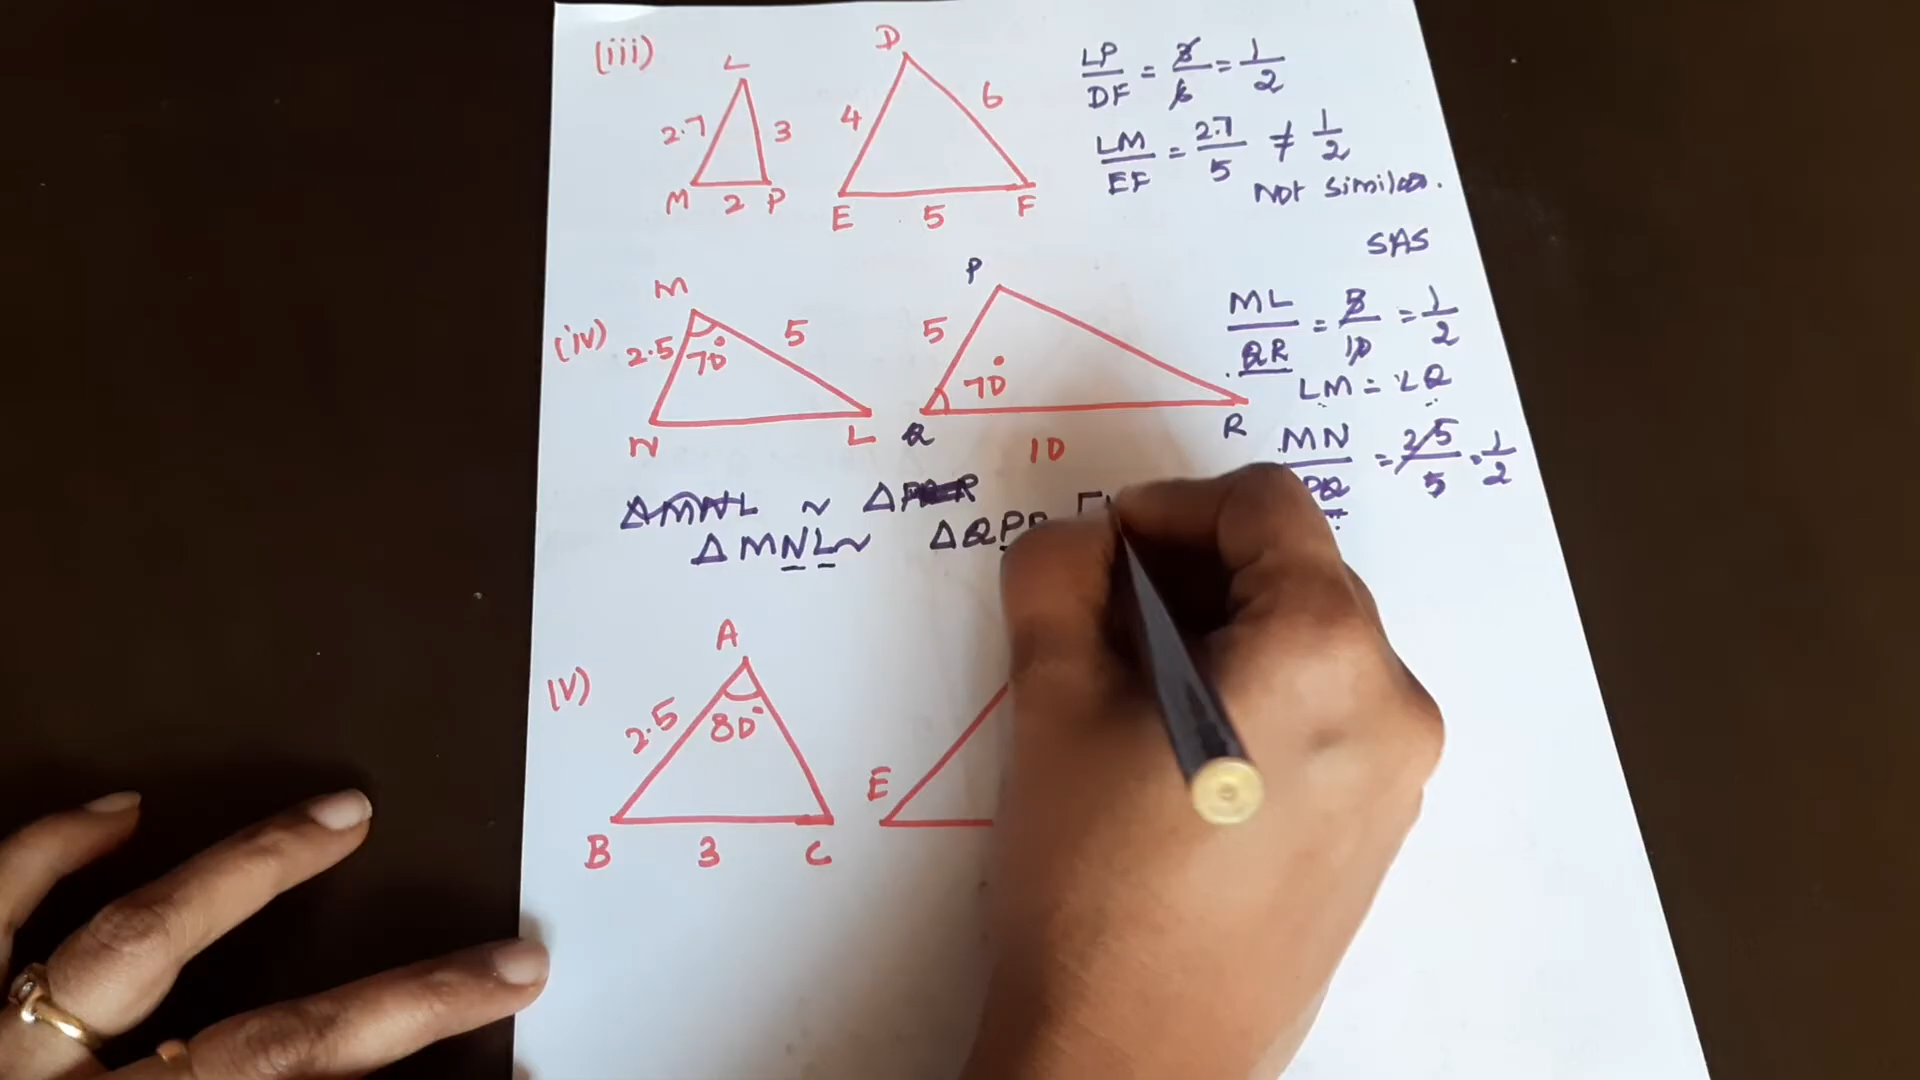 (iii)
L
2.7
3
M 2 P
D
4
6
E 5 F
LP/DF = 3/6 = 1/2
LM/EF = 2.7/5 ≠ 1/2
Not Similar.
SAS
(iv)
M
2.5
70°
5
N
L
P
5
70°
Q
R
10
ML/QR = 5/10 = 1/2
∠M = ∠Q
MN/PQ = 2.5/5 = 1/2
ΔMNL ~ Δ
ΔMNL ~ ΔQPR
(v)
A
2.5
80°
B 3 C
E